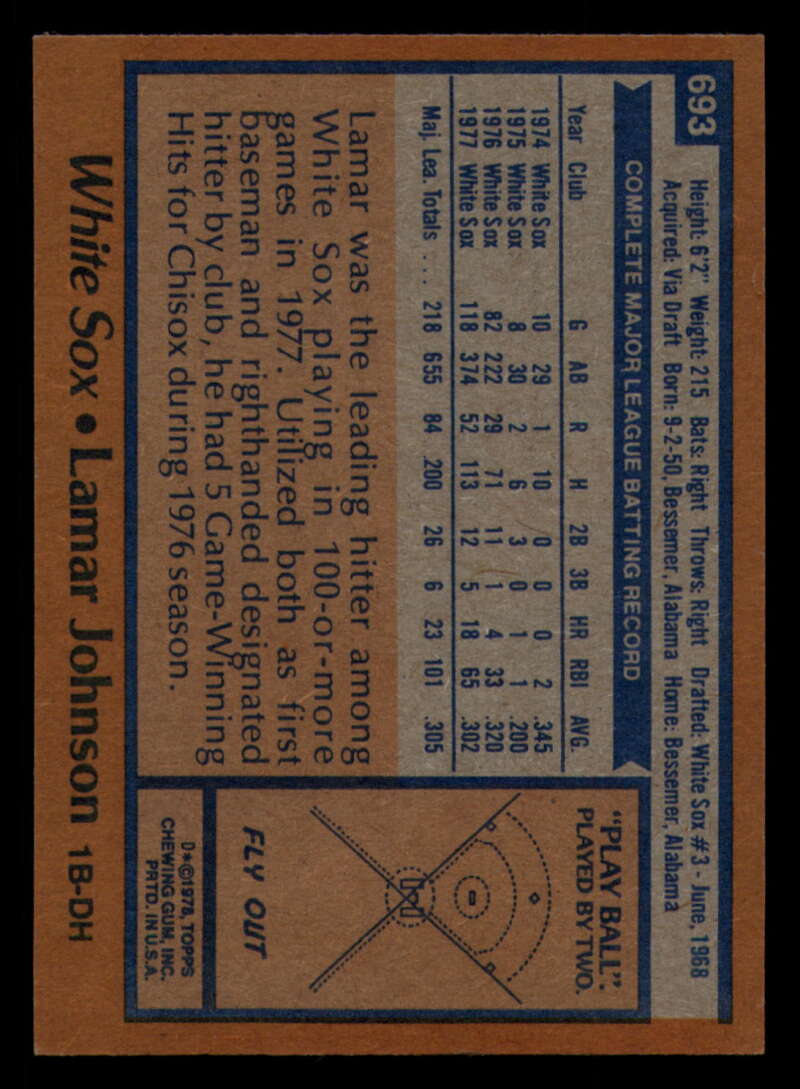 693
Height: 6'2" Weight: 215 Bats: Right Throws: Right Drafted: White Sox #3 - June, 1968
Acquired: Via Draft Born: 9-2-50, Bessemer, Alabama Home: Bessemer, Alabama
COMPLETE MAJOR LEAGUE BATTING RECORD
Year Club G AB R H 2B 3B HR RBI AVG.
1974 White Sox 10 29 1 10 0 0 0 2 .345
1975 White Sox 8 30 2 6 3 0 1 1 .200
1976 White Sox 82 222 29 71 11 1 4 33 .320
1977 White Sox 118 374 52 113 12 5 18 65 .302
Maj. Lea. Totals ... 218 655 84 .200 26 6 23 101 .305
Lamar was the leading hitter among
White Sox playing in 100-or-more
games in 1977. Utilized both as first
baseman and righthanded designated
hitter by club, he had 5 Game-Winning
Hits for Chisox during 1976 season.
"PLAY BALL".
PLAYED BY TWO.
FLY OUT
D*©1978, TOPPS
CHEWING GUM, INC.
PRTD. IN U.S.A.
White Sox • Lamar Johnson 1B-DH